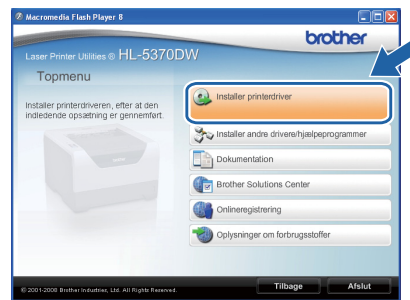 Macromedia Flash Player 8
brother
Laser Printer Utilities © HL-5370DW
Topmenu
Installer printerdriveren, efter at den
indledende opsætning er gennemført.
Installer printerdriver
Installer andre drivere/hjælpeprogrammer
Dokumentation
Brother Solutions Center
Onlineregistrering
Oplysninger om forbrugsstoffer
© 2001-2008 Brother Industries, Ltd. All Rights Reserved.
Tilbage
Afslut